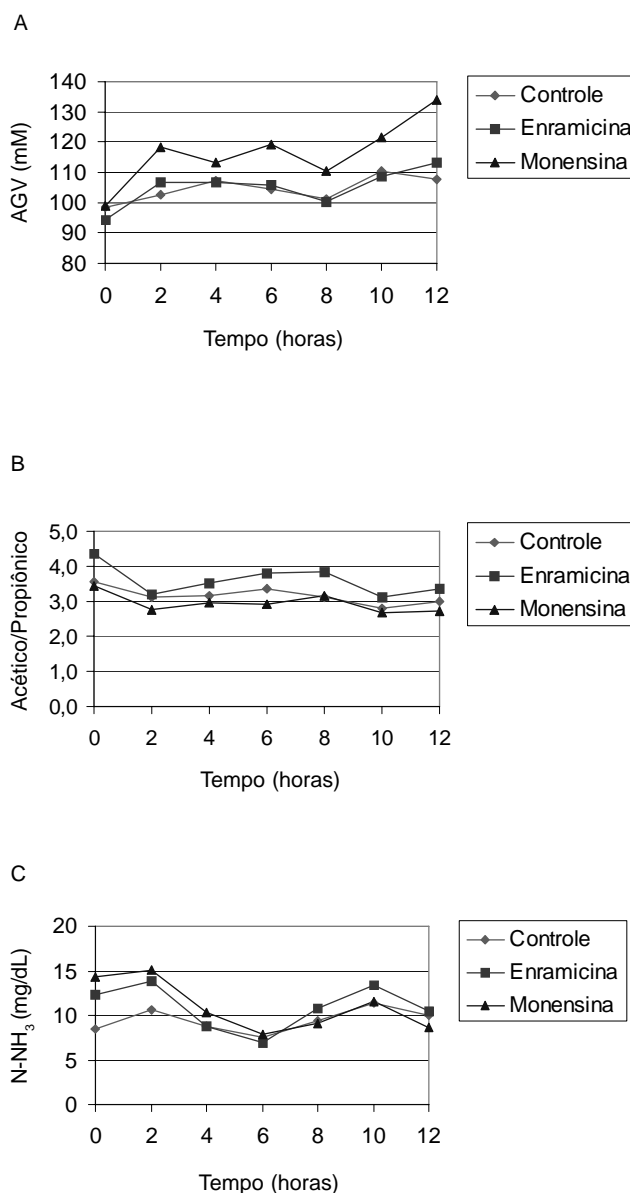 A
140
130
120
110
100
90
80
AGV (mM)
0 2 4 6 8 10 12
Tempo (horas)
Controle
Enramicina
Monensina
B
5,0
4,0
3,0
2,0
1,0
0,0
Acético/Propiônico
0 2 4 6 8 10 12
Tempo (horas)
Controle
Enramicina
Monensina
C
20
15
10
5
0
N-NH₃ (mg/dL)
0 2 4 6 8 10 12
Tempo (horas)
Controle
Enramicina
Monensina